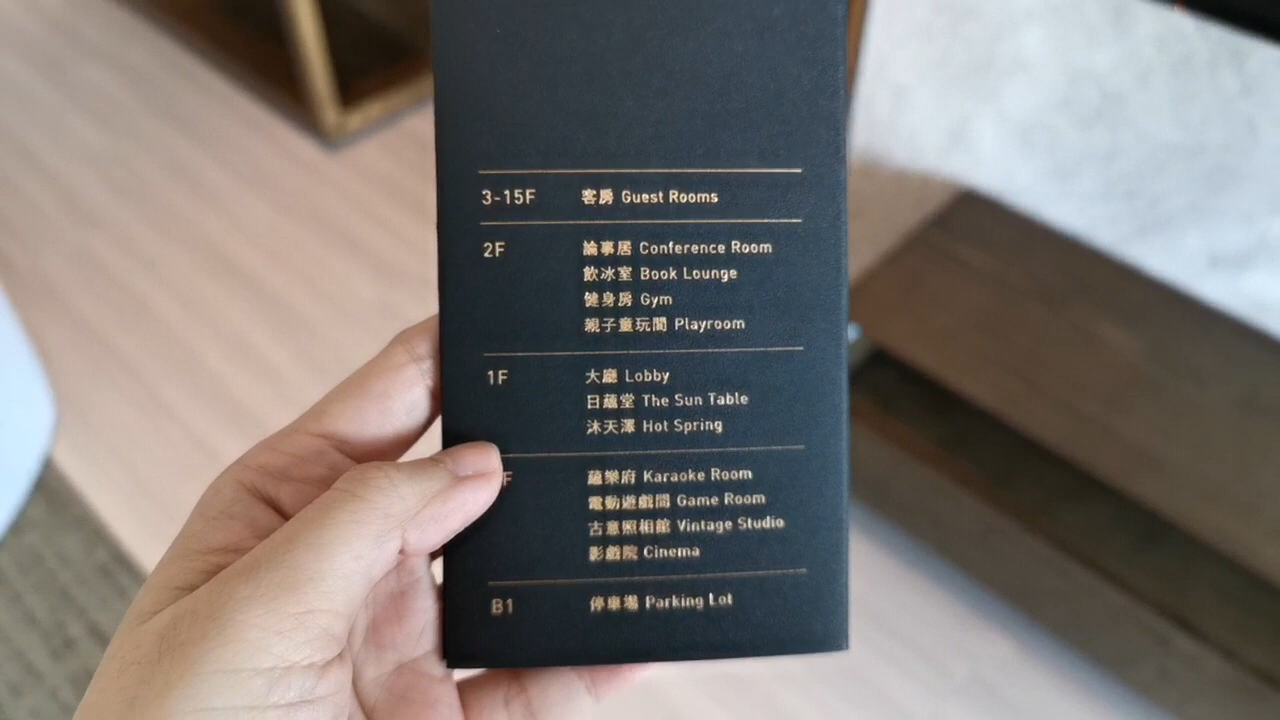 3-15F 客房 Guest Rooms
2F 論事居 Conference Room
飲冰室 Book Lounge
健身房 Gym
親子童玩間 Playroom
1F 大廳 Lobby
日蘊堂 The Sun Table
沐天澤 Hot Spring
F 蘊樂府 Karaoke Room
電動遊戲間 Game Room
古意照相館 Vintage Studio
影戲院 Cinema
B1 停車場 Parking Lot